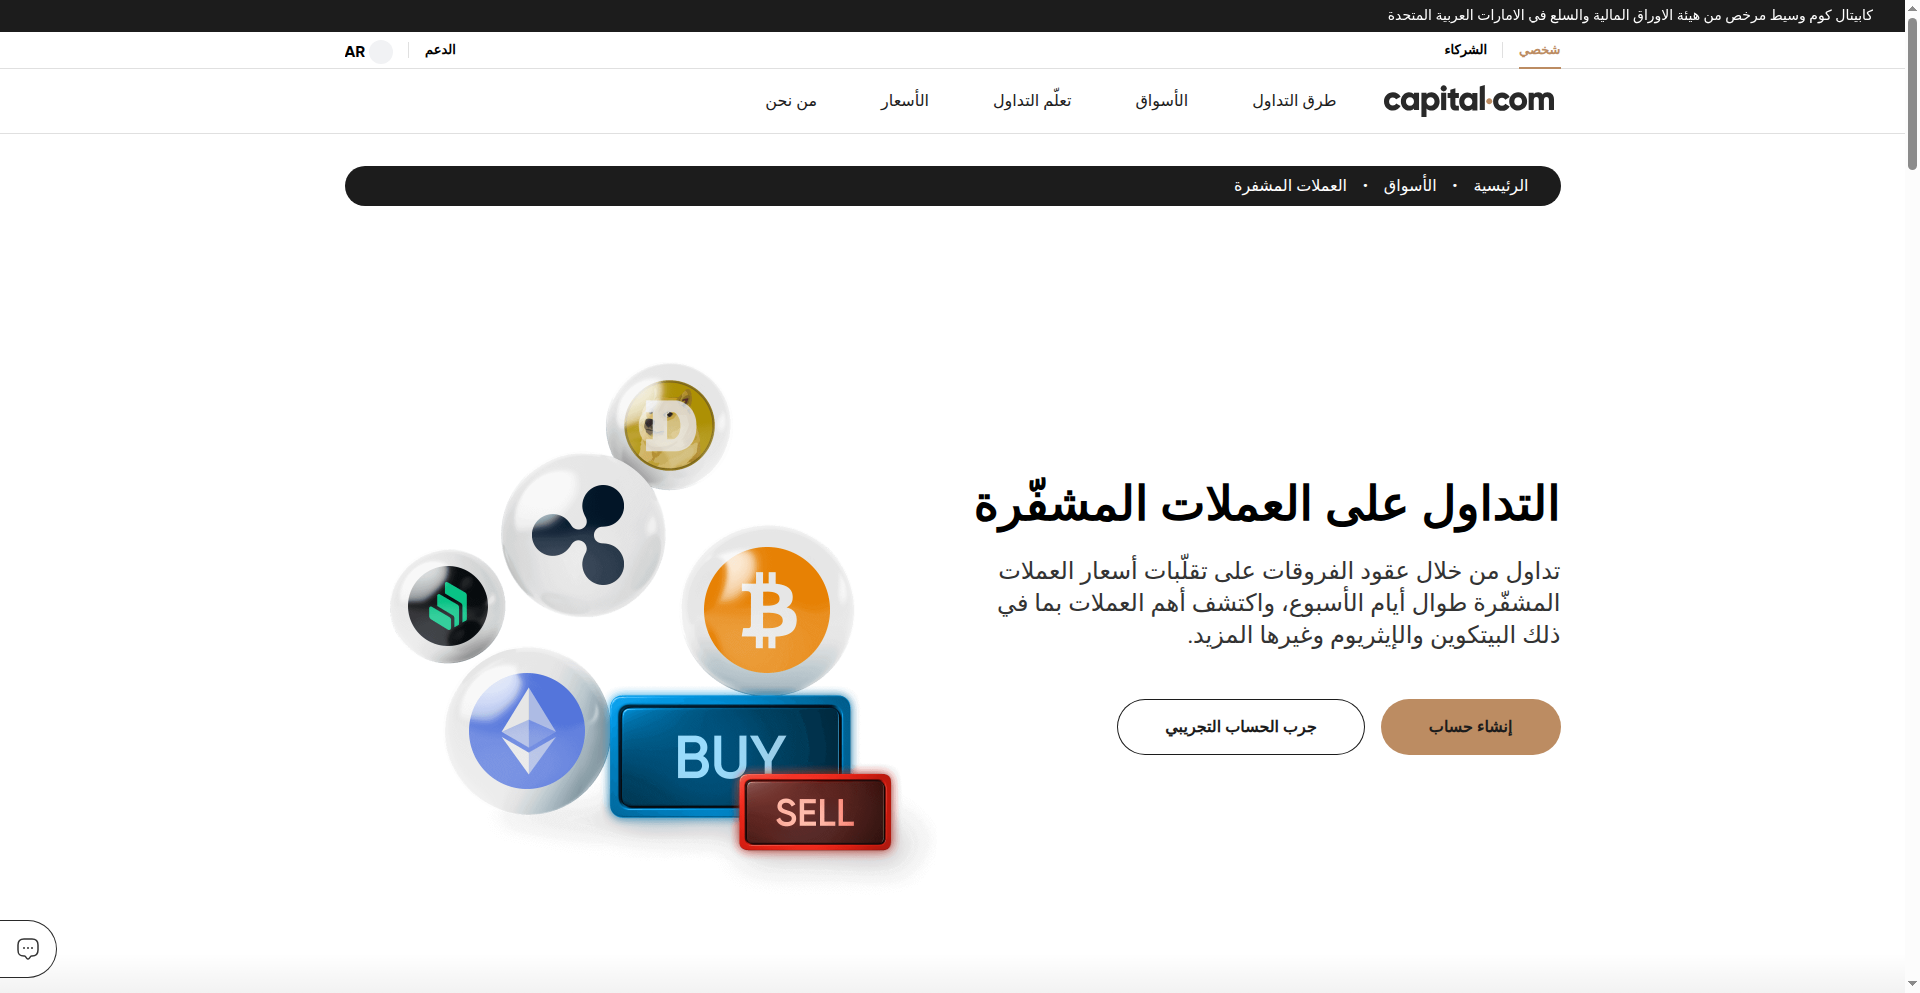 كابيتال كوم وسيط مرخص من هيئة الاوراق المالية والسلع في الامارات العربية المتحدة
شخصي
الشركاء
الدعم
AR
capital.com
طرق التداول
الأسواق
تعلّم التداول
الأسعار
من نحن
الرئيسية • الأسواق • العملات المشفرة
التداول على العملات المشفّرة
تداول من خلال عقود الفروقات على تقلّبات أسعار العملات
المشفّرة طوال أيام الأسبوع، واكتشف أهم العملات بما في
ذلك البيتكوين والإيثريوم وغيرها المزيد.
إنشاء حساب
جرب الحساب التجريبي
D
BUY
SELL